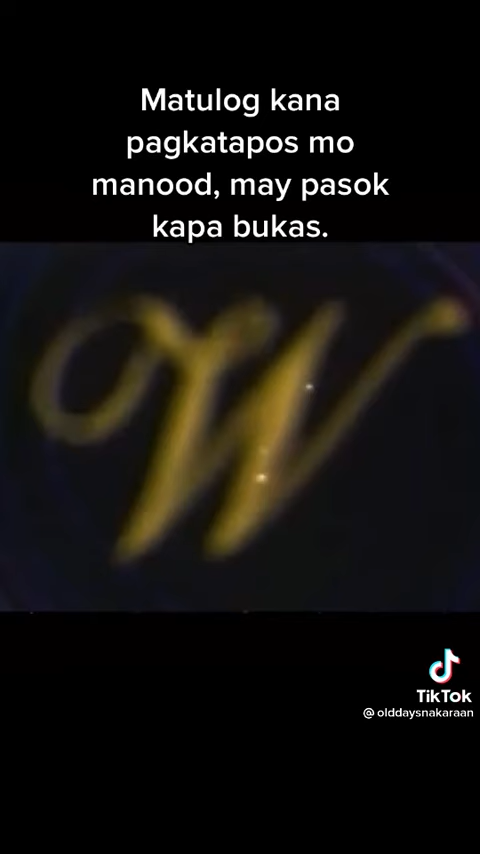 Matulog kana
pagkatapos mo
manood, may pasok
kapa bukas.
W
TikTok
@olddaysnakaraan